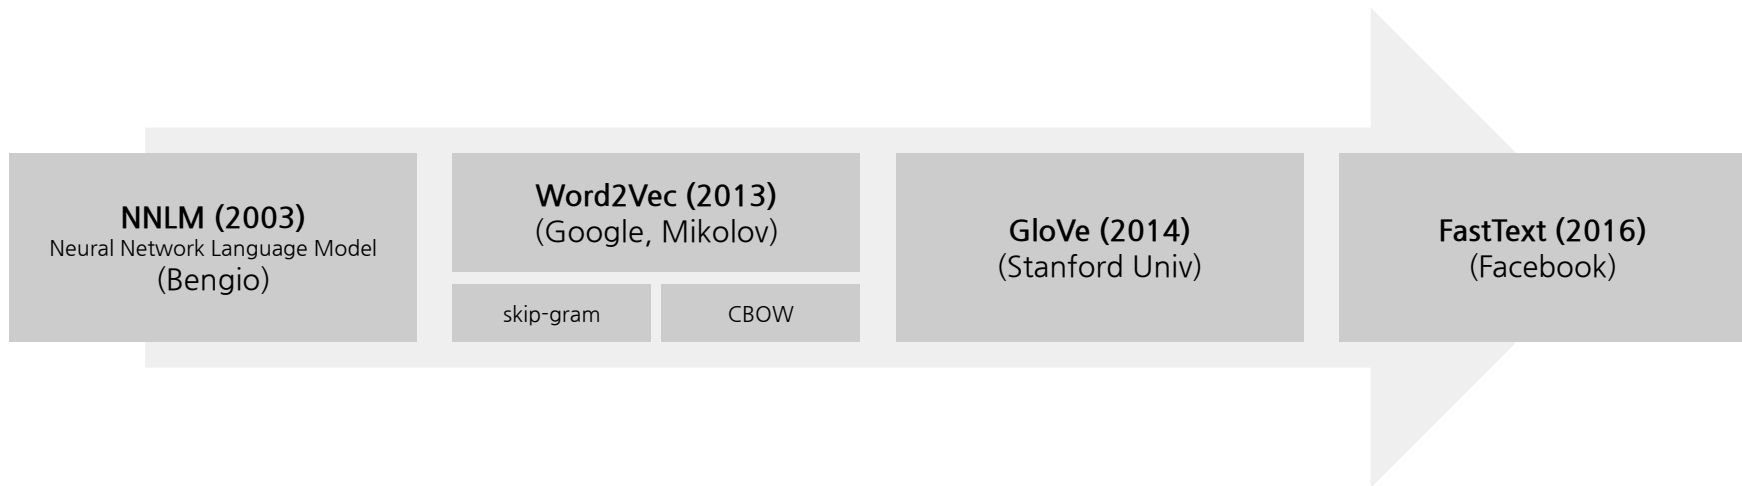 NNLM (2003)
Neural Network Language Model
(Bengio)
Word2Vec (2013)
(Google, Mikolov)
skip-gram
CBOW
GloVe (2014)
(Stanford Univ)
FastText (2016)
(Facebook)